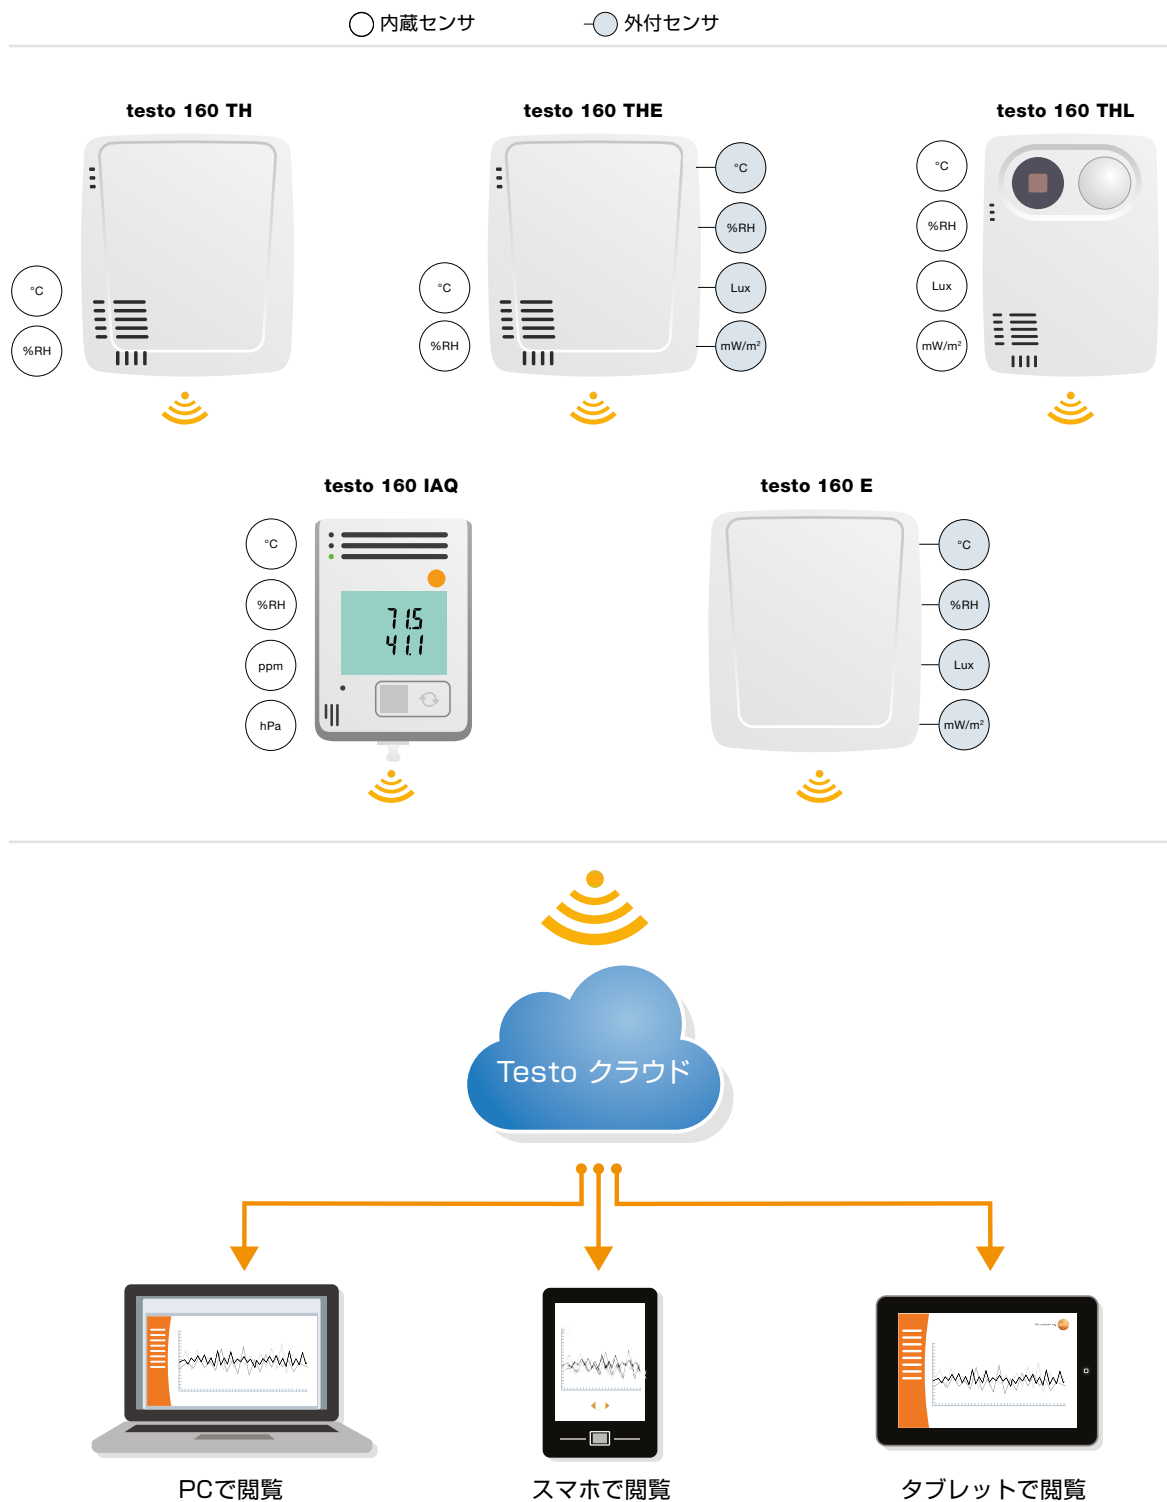 内蔵センサ 外付センサ
testo 160 TH
°C
%RH
testo 160 THE
°C
%RH
°C
%RH
Lux
mW/m²
testo 160 THL
°C
%RH
Lux
mW/m²
testo 160 IAQ
°C
%RH
ppm
hPa
71.5
41.1
testo 160 E
°C
%RH
Lux
mW/m²
Testo クラウド
PCで閲覧
スマホで閲覧
タブレットで閲覧